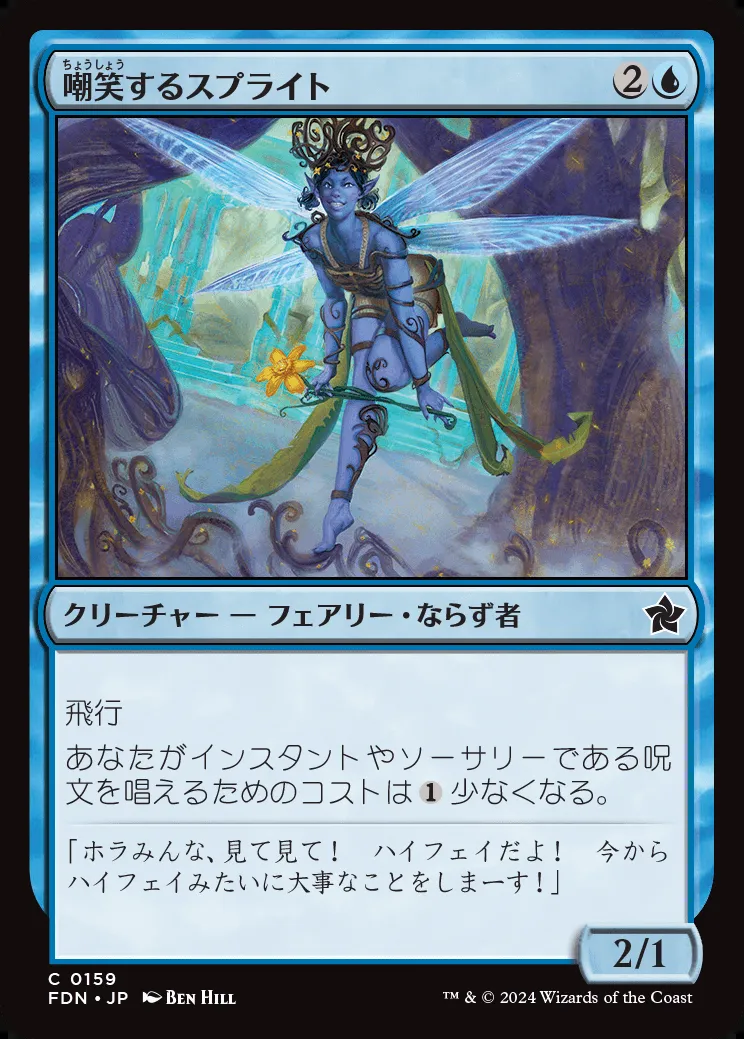 ちょうしょう
嘲笑するスプライト 2
クリーチャー — フェアリー・ならず者
飛行
あなたがインスタントやソーサリーである呪
文を唱えるためのコストは 1 少なくなる。
「ホラみんな、見て見て!　ハイフェイだよ!　今から
ハイフェイみたいに大事なことをしまーす!」
2/1
C 0159
FDN • JP BEN HILL
™ & © 2024 Wizards of the Coast